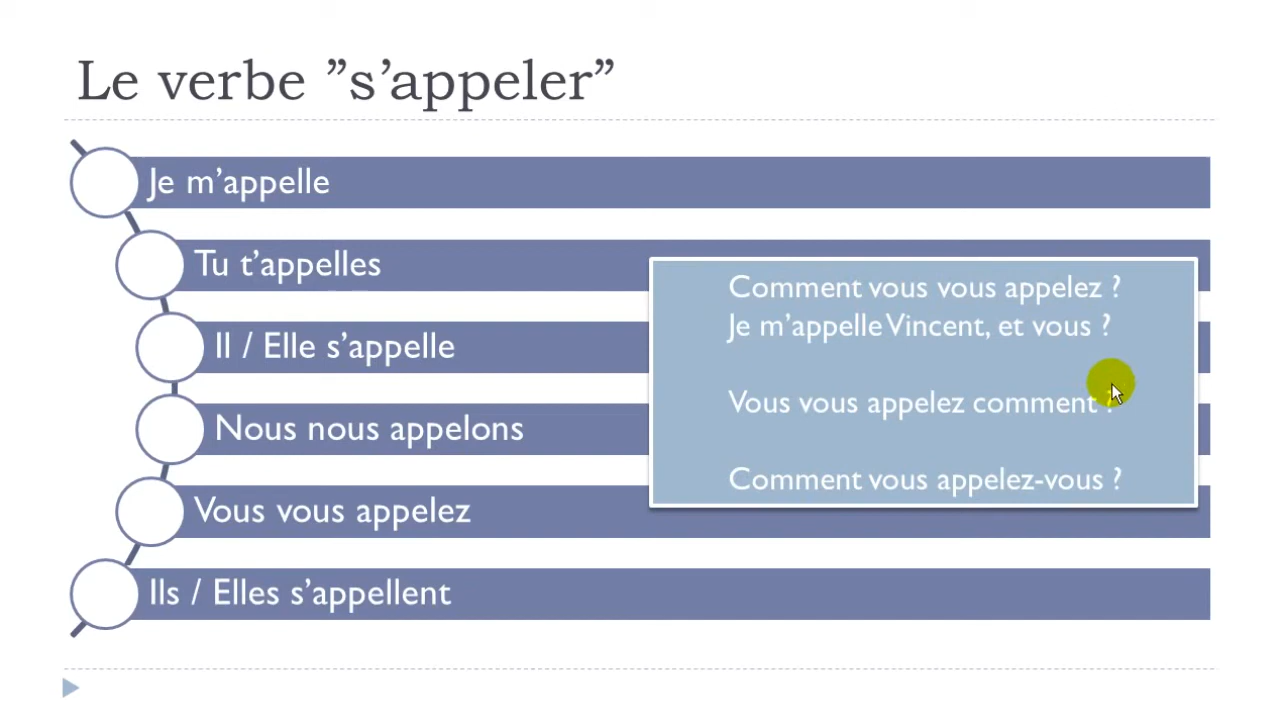 Le verbe ”s’appeler”
Je m’appelle
Tu t’appelles
Il / Elle s’appelle
Nous nous appelons
Vous vous appelez
Ils / Elles s’appellent
Comment vous vous appelez ?
Je m’appelle Vincent, et vous ?
Vous vous appelez comment ?
Comment vous appelez-vous ?